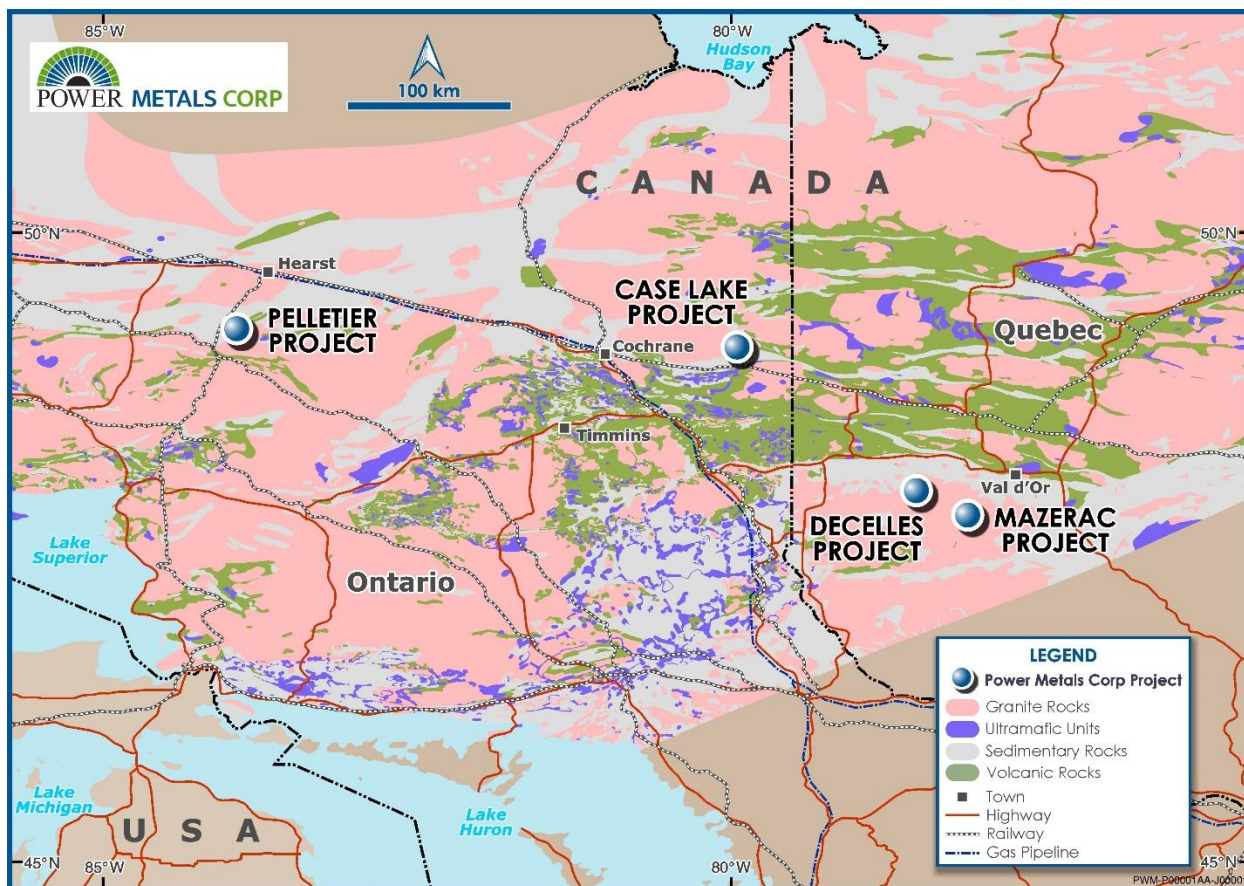 85°W
80°W
Hudson
Bay
POWER METALS CORP
100 km
CANADA
50°N
50°N
Hearst
CASE LAKE
PROJECT
PELLETIER
PROJECT
Quebec
Cochrane
Timmins
Val d'Or
DECELLES
PROJECT
MAZERAC
PROJECT
Lake
Superior
Ontario
LEGEND
Power Metals Corp Project
Granite Rocks
Ultramafic Units
Sedimentary Rocks
Volcanic Rocks
Town
Highway
Railway
Gas Pipeline
Lake
Michigan
USA
Lake
Huron
45°N
85°W
80°W
45°N